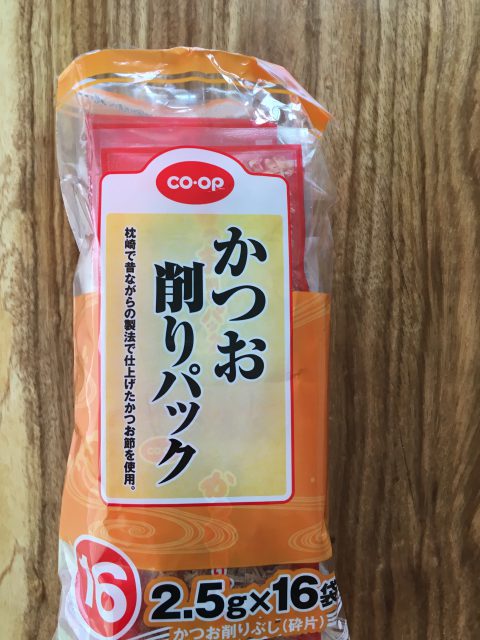 CO・OP
かつお
削りパック
枕崎で昔ながらの製法で仕上げたかつお節を使用。
16
2.5g×16袋
かつお削りぶし(砕片)